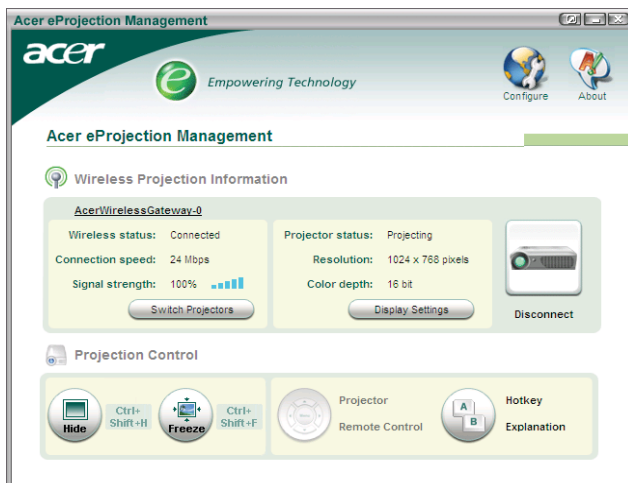 Acer eProjection Management
acer
e Empowering Technology
Configure
About
Acer eProjection Management
Wireless Projection Information
AcerWirelessGateway-0
Wireless status: Connected
Connection speed: 24 Mbps
Signal strength: 100%
Switch Projectors
Projector status: Projecting
Resolution: 1024 x 768 pixels
Color depth: 16 bit
Display Settings
Disconnect
Projection Control
Hide
Ctrl+
Shift+H
Freeze
Ctrl+
Shift+F
Menu
Projector
Remote Control
A
B
Hotkey
Explanation